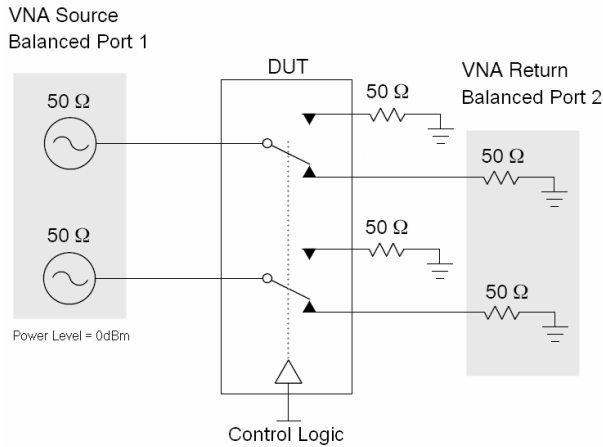 VNA Source
Balanced Port 1
DUT
VNA Return
Balanced Port 2
50 Ω
50 Ω
50 Ω
50 Ω
50 Ω
50 Ω
Power Level = 0dBm
Control Logic